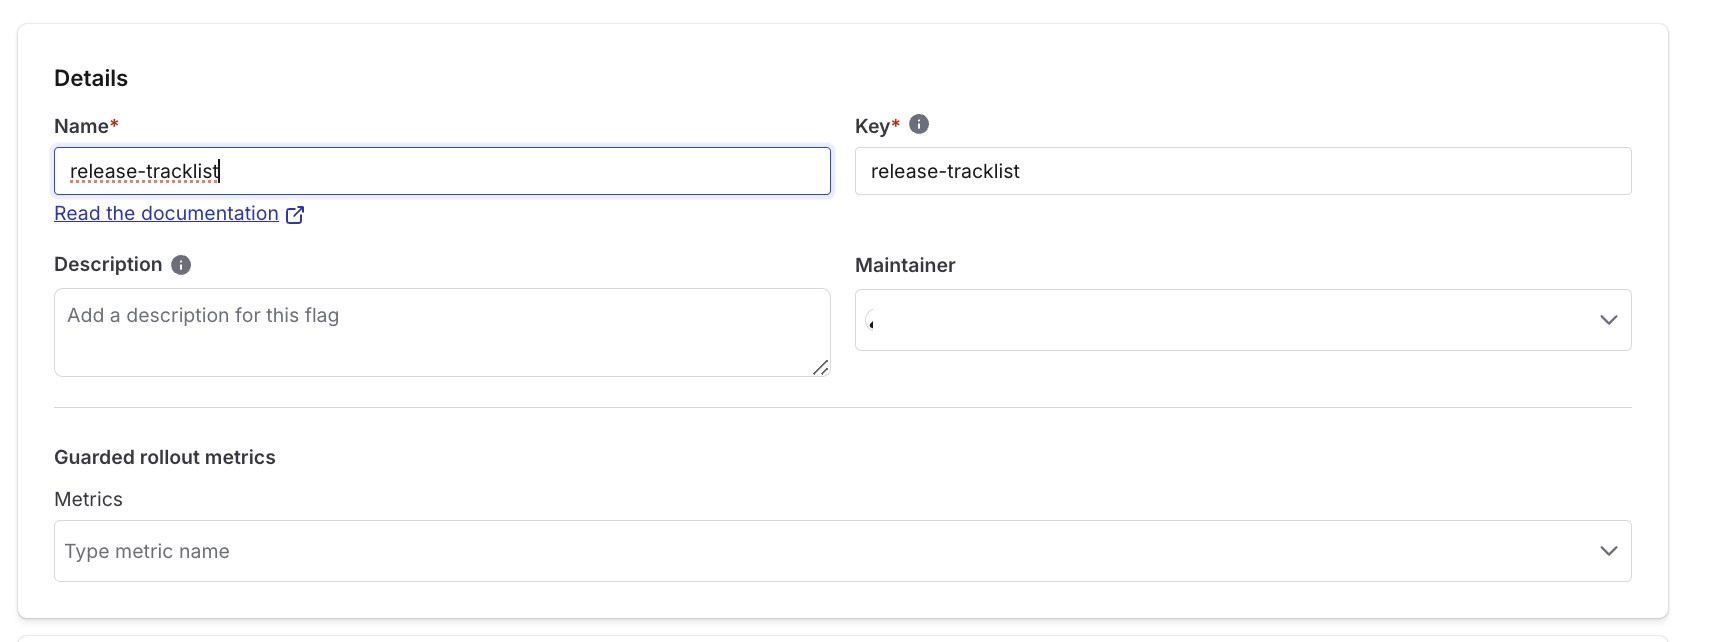 Details
Name*
Key*
release-tracklist
release-tracklist
Read the documentation
Description
Maintainer
Add a description for this flag
Guarded rollout metrics
Metrics
Type metric name